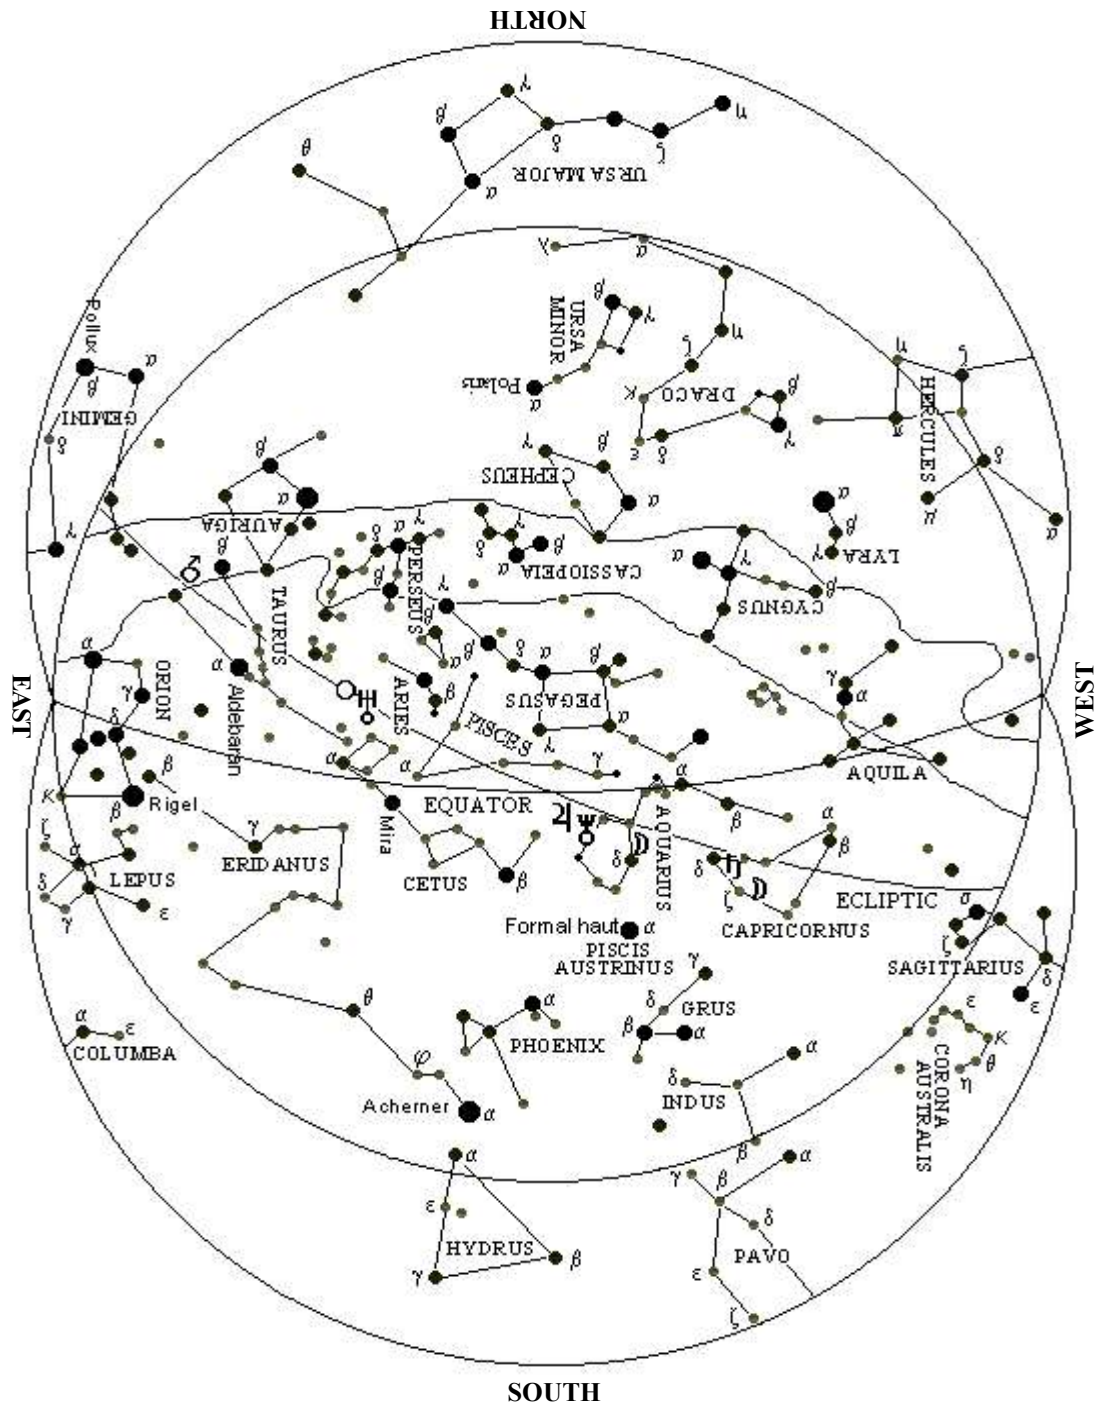 NORTH
γ
β
δ
ζ
η
θ
α
URSA MAJOR
λ
α
β
γ
URSA
MINOR
η
ζ
Polaris
α
κ
DRACO
β
γ
ε
δ
η
ζ
HERCULES
π
δ
μ
α
Pollux
α
β
GEMINI
δ
γ
β
α
AURIGA
β
γ
β
CEPHEUS
α
δ
α
γ
PERSEUS
β
γ
δ
β
α
CASSIOPEIA
α
β
γ
LYRA
α
γ
β
CYGNUS
TAURUS
γ
β
α
α
β
PEGASUS
γ
α
α
ORION
γ
δ
α
Aldebaran
ARIES
β
PISCES
α
γ
γ
α
AQUILA
EAST
WEST
κ
β
Rigel
β
γ
ERIDANUS
α
Mira
EQUATOR
CETUS
β
α
β
AQUARIUS
δ
α
β
δ
ζ
CAPRICORNUS
ECLIPTIC
ζ
α
LEPUS
δ
γ
ε
Formal haut
α
PISCIS
AUSTRINUS
σ
ζ
SAGITTARIUS
δ
ε
α
ε
COLUMBA
θ
φ
Acherner
α
α
PHOENIX
γ
δ
GRUS
β
α
α
δ
INDUS
β
ε
κ
θ
η
CORONA
AUSTRALIS
α
ε
HYDRUS
γ
β
γ
β
α
δ
PAVO
ε
ζ
SOUTH